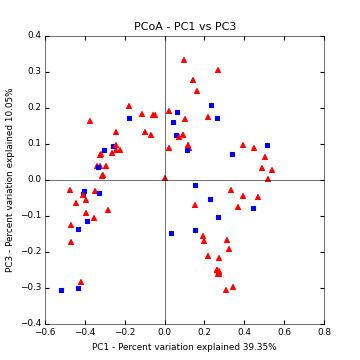 PCoA - PC1 vs PC3
0.4
0.3
0.2
0.1
0.0
−0.1
−0.2
−0.3
−0.4
PC3 - Percent variation explained 10.05%
−0.6 −0.4 −0.2 0.0 0.2 0.4 0.6 0.8
PC1 - Percent variation explained 39.35%